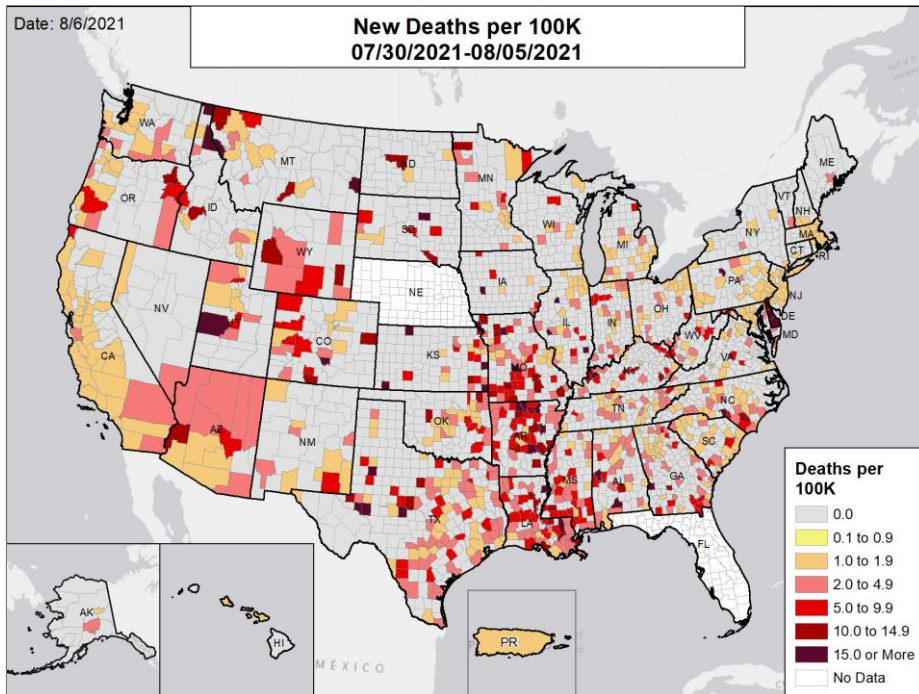 Date: 8/6/2021
New Deaths per 100K
07/30/2021-08/05/2021
WA
MT
ND
MN
ME
OR
ID
WY
SD
WI
MI
VT
NH
NY
MA
CT
RI
NV
UT
CO
NE
IA
IL
IN
OH
PA
NJ
DE
MD
WV
VA
CA
KS
MO
KY
AZ
NM
OK
AR
TN
NC
SC
TX
LA
MS
AL
GA
FL
AK
HI
PR
MÉXICO
Deaths per
100K
0.0
0.1 to 0.9
1.0 to 1.9
2.0 to 4.9
5.0 to 9.9
10.0 to 14.9
15.0 or More
No Data